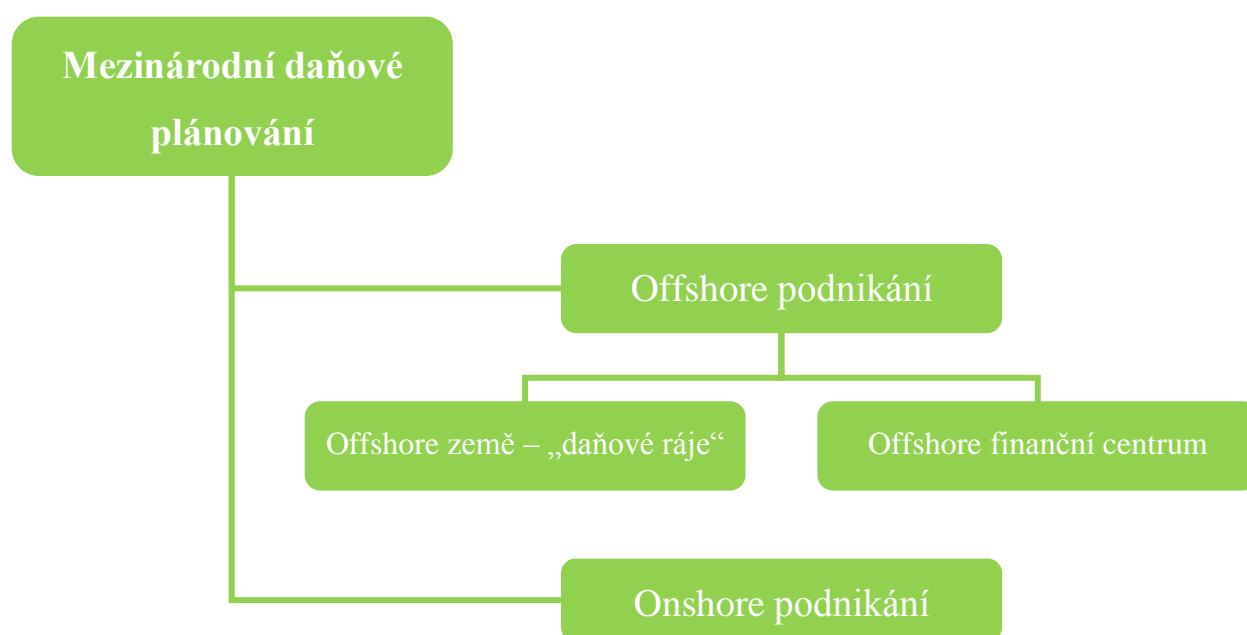 Mezinárodní daňové
plánování
Offshore podnikání
Offshore země – „daňové ráje“
Offshore finanční centrum
Onshore podnikání